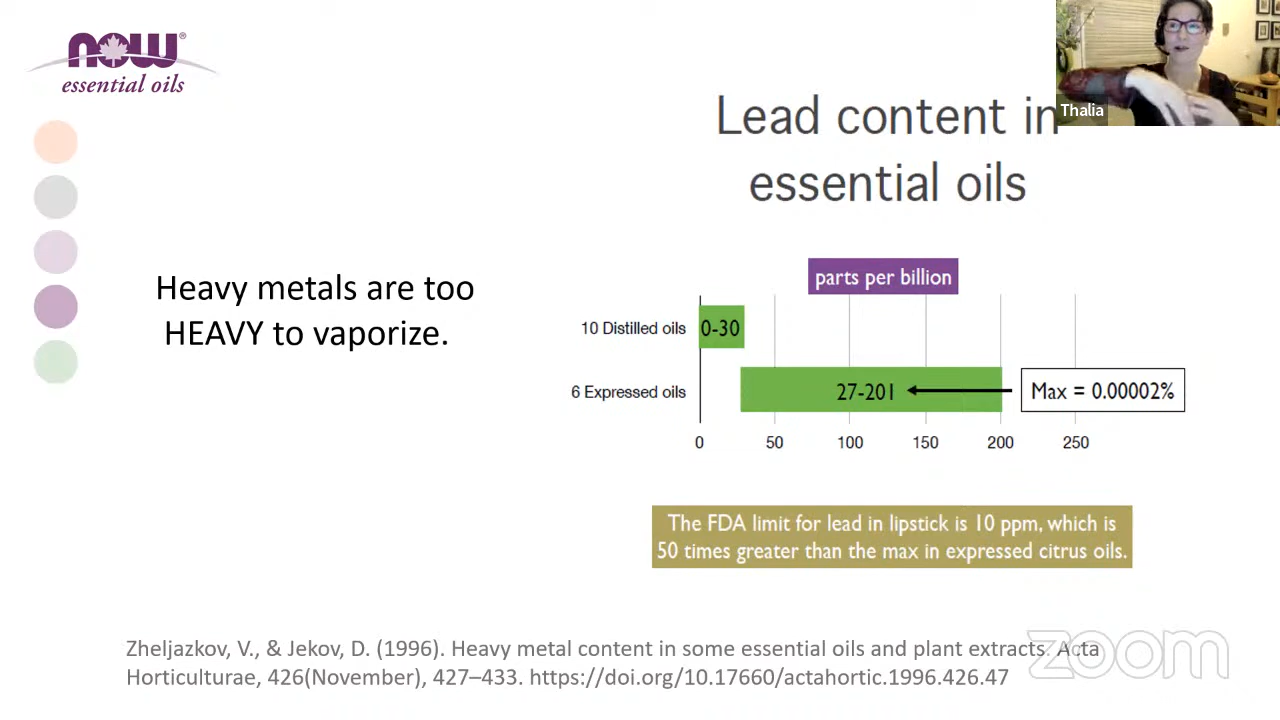 NOW®
essential oils
Thalia
Lead content in
essential oils
Heavy metals are too
HEAVY to vaporize.
parts per billion
10 Distilled oils
0-30
6 Expressed oils
27-201
Max = 0.00002%
0 50 100 150 200 250
The FDA limit for lead in lipstick is 10 ppm, which is
50 times greater than the max in expressed citrus oils.
Zheljazkov, V., & Jekov, D. (1996). Heavy metal content in some essential oils and plant extracts. Acta
Horticulturae, 426(November), 427–433. https://doi.org/10.17660/actahortic.1996.426.47
zoom